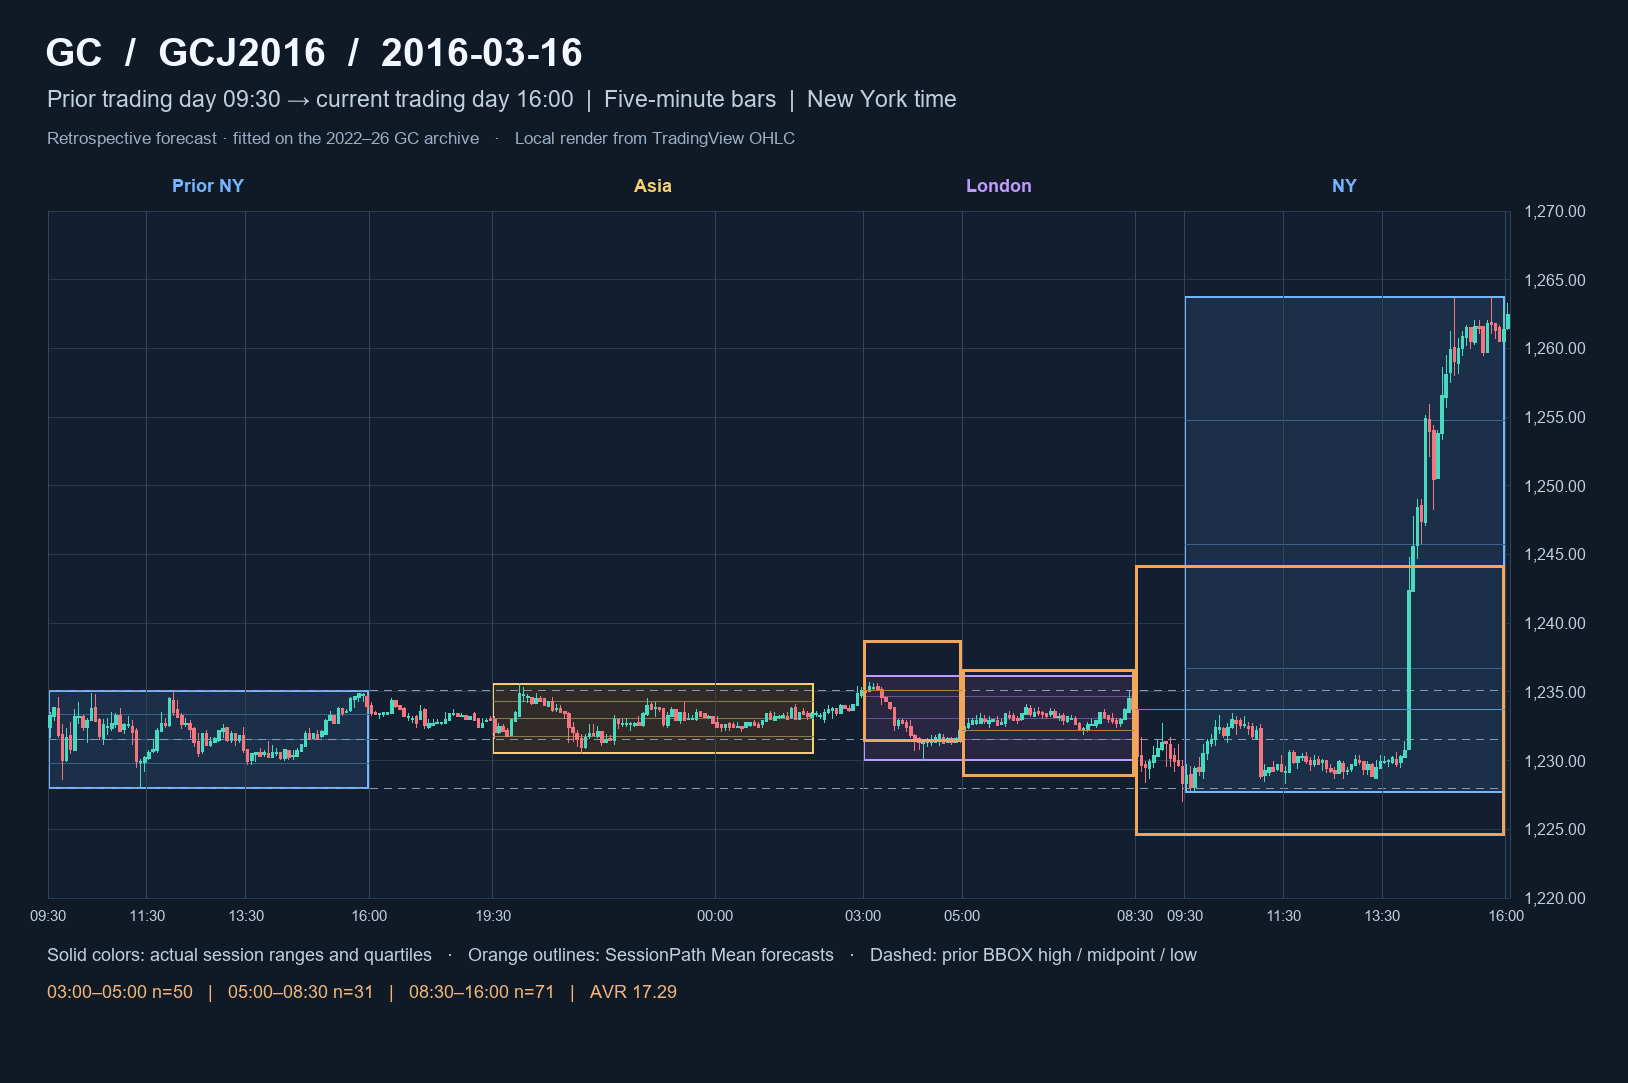 GC / GCJ2016 / 2016-03-16
Prior trading day 09:30 → current trading day 16:00 | Five-minute bars | New York time
Retrospective forecast · fitted on the 2022–26 GC archive · Local render from TradingView OHLC
Prior NY Asia London NY
1,270.00
1,265.00
1,260.00
1,255.00
1,250.00
1,245.00
1,240.00
1,235.00
1,230.00
1,225.00
1,220.00
09:30 11:30 13:30 16:00 19:30 00:00 03:00 05:00 08:30 09:30 11:30 13:30 16:00
Solid colors: actual session ranges and quartiles · Orange outlines: SessionPath Mean forecasts · Dashed: prior BBOX high / midpoint / low
03:00–05:00 n=50 | 05:00–08:30 n=31 | 08:30–16:00 n=71 | AVR 17.29